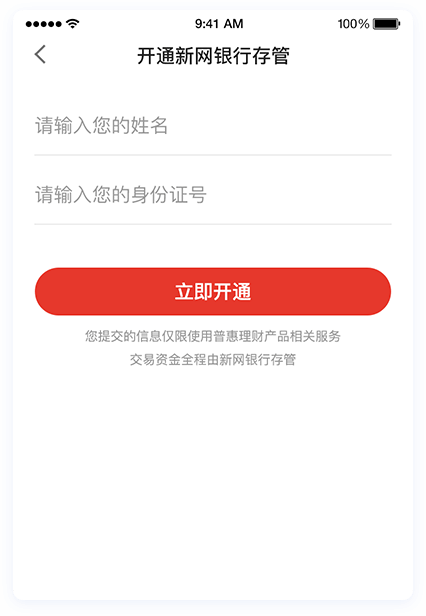 9:41 AM 100%
开通新网银行存管
请输入您的姓名
请输入您的身份证号
立即开通
您提交的信息仅限使用普惠理财产品相关服务
交易资金全程由新网银行存管